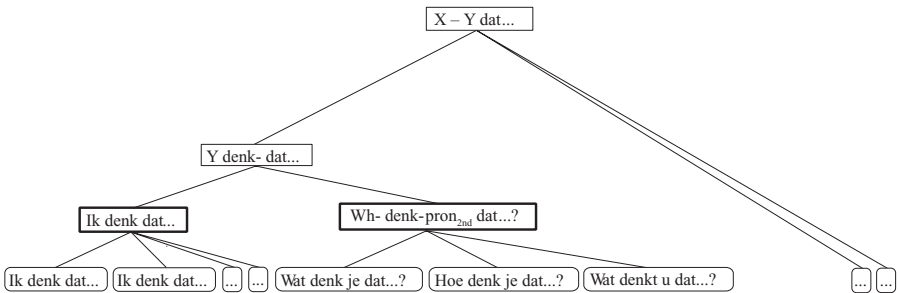 X – Y dat...
Y denk- dat...
Ik denk dat...
Wh- denk-pron2nd dat...?
Ik denk dat...
Ik denk dat...
...
...
Wat denk je dat...?
Hoe denk je dat...?
Wat denkt u dat...?
...
...